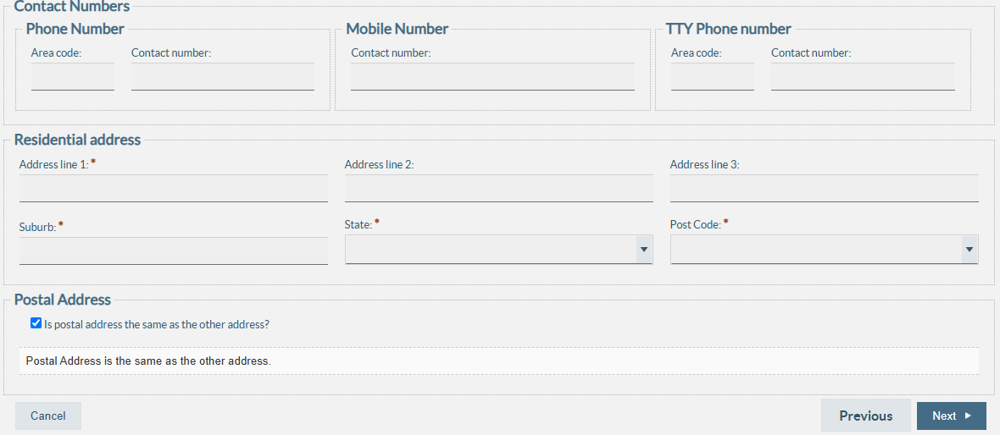 Contact Numbers
Phone Number
Mobile Number
TTY Phone number
Area code:
Contact number:
Contact number:
Area code:
Contact number:
Residential address
Address line 1: *
Address line 2:
Address line 3:
Suburb: *
State: *
Post Code: *
Postal Address
Is postal address the same as the other address?
Postal Address is the same as the other address.
Cancel
Previous
Next